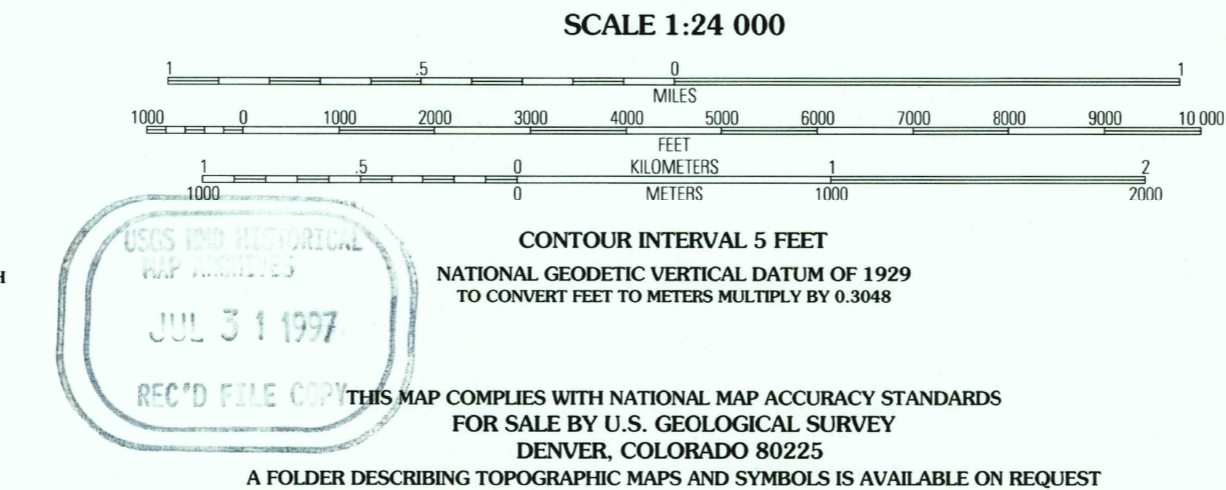 SCALE 1:24 000
1 .5 0 1
MILES
1000 0 1000 2000 3000 4000 5000 6000 7000 8000 9000 10 000
FEET
1 .5 0 KILOMETERS 1 2
1000 0 METERS 1000 2000
USGS NMD HISTORICAL
MAP ARCHIVES
JUL 31 1997
REC'D FILE COPY
CONTOUR INTERVAL 5 FEET
NATIONAL GEODETIC VERTICAL DATUM OF 1929
TO CONVERT FEET TO METERS MULTIPLY BY 0.3048
THIS MAP COMPLIES WITH NATIONAL MAP ACCURACY STANDARDS
FOR SALE BY U.S. GEOLOGICAL SURVEY
DENVER, COLORADO 80225
A FOLDER DESCRIBING TOPOGRAPHIC MAPS AND SYMBOLS IS AVAILABLE ON REQUEST